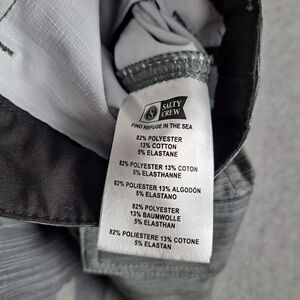 SALTY
CREW
FIND REFUGE IN THE SEA
82% POLYESTER
13% COTTON
5% ELASTANE
82% POLYESTER 13% COTON
5% ELASTHANNE
82% POLIESTER 13% ALGODÓN
5% ELASTANO
82% POLYESTER
13% BAUMWOLLE
5% ELASTHAN
82% POLIESTERE 13% COTONE
5% ELASTAN